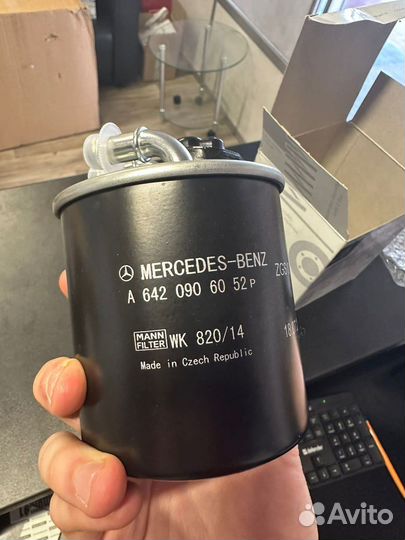 MERCEDES-BENZ
A 642 090 60 52 P
MANN
FILTER
WK 820/14
Made in Czech Republic
Avito